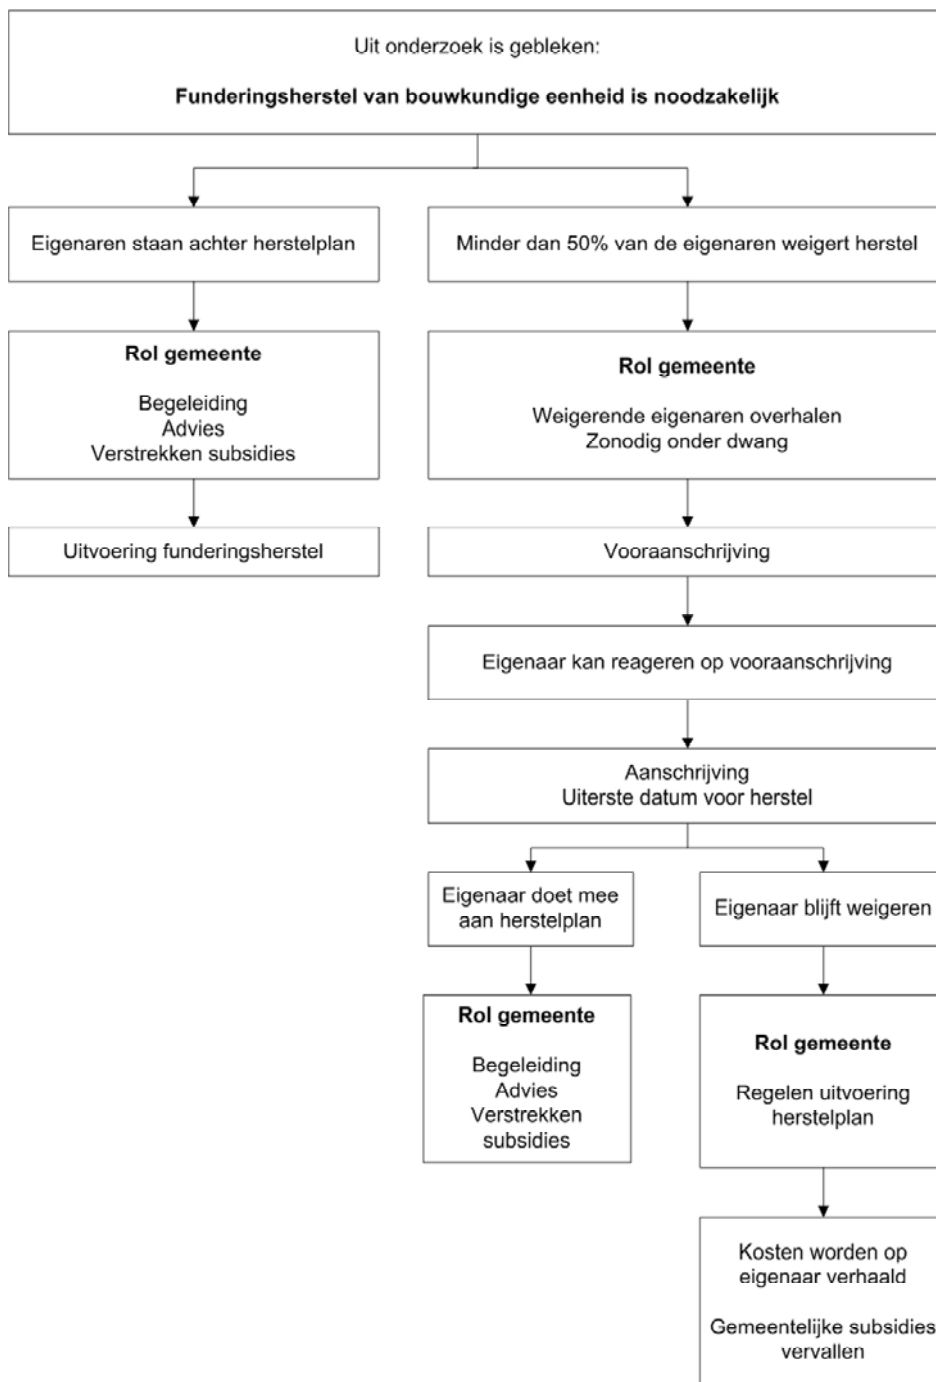 Uit onderzoek is gebleken:
Funderingsherstel van bouwkundige eenheid is noodzakelijk
Eigenaren staan achter herstelplan
Rol gemeente
Begeleiding
Advies
Verstrekken subsidies
Uitvoering funderingsherstel
Minder dan 50% van de eigenaren weigert herstel
Rol gemeente
Weigerende eigenaren overhalen
Zonodig onder dwang
Vooraanschrijving
Eigenaar kan reageren op vooraanschrijving
Aanschrijving
Uiterste datum voor herstel
Eigenaar doet mee
aan herstelplan
Rol gemeente
Begeleiding
Advies
Verstrekken
subsidies
Eigenaar blijft weigeren
Rol gemeente
Regelen uitvoering
herstelplan
Kosten worden op
eigenaar verhaald
Gemeentelijke subsidies
vervallen